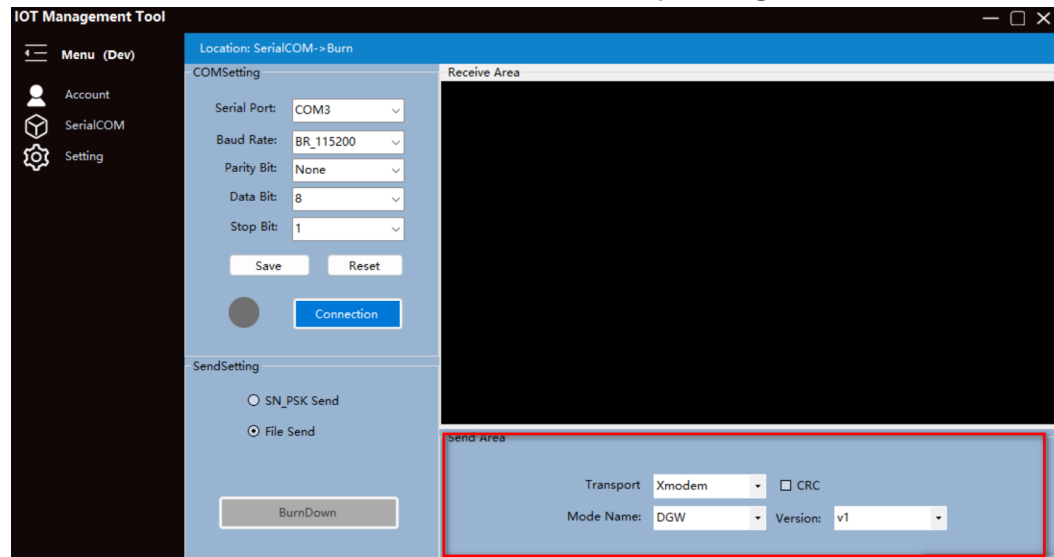 IOT Management Tool
Menu (Dev)
Account
SerialCOM
Setting
Location: SerialCOM->Burn
COMSetting
Serial Port: COM3
Baud Rate: BR_115200
Parity Bit: None
Data Bit: 8
Stop Bit: 1
Save Reset
Connection
SendSetting
SN_PSK Send
File Send
BurnDown
Receive Area
Send Area
Transport Xmodem CRC
Mode Name: DGW Version: v1